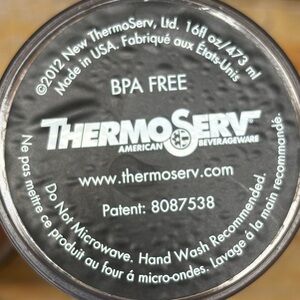 ©2012 New ThermoServ, Ltd. 16fl oz/473 ml
Made in USA. Fabriqué aux États-Unis
BPA FREE
THERMOSERV
AMERICAN BEVERAGEWARE
www.thermoserv.com
Patent: 8087538
Do Not Microwave. Hand Wash Recommended.
Ne pas mettre ce produit au four á micro-ondes. Lavage á la main recommandé.